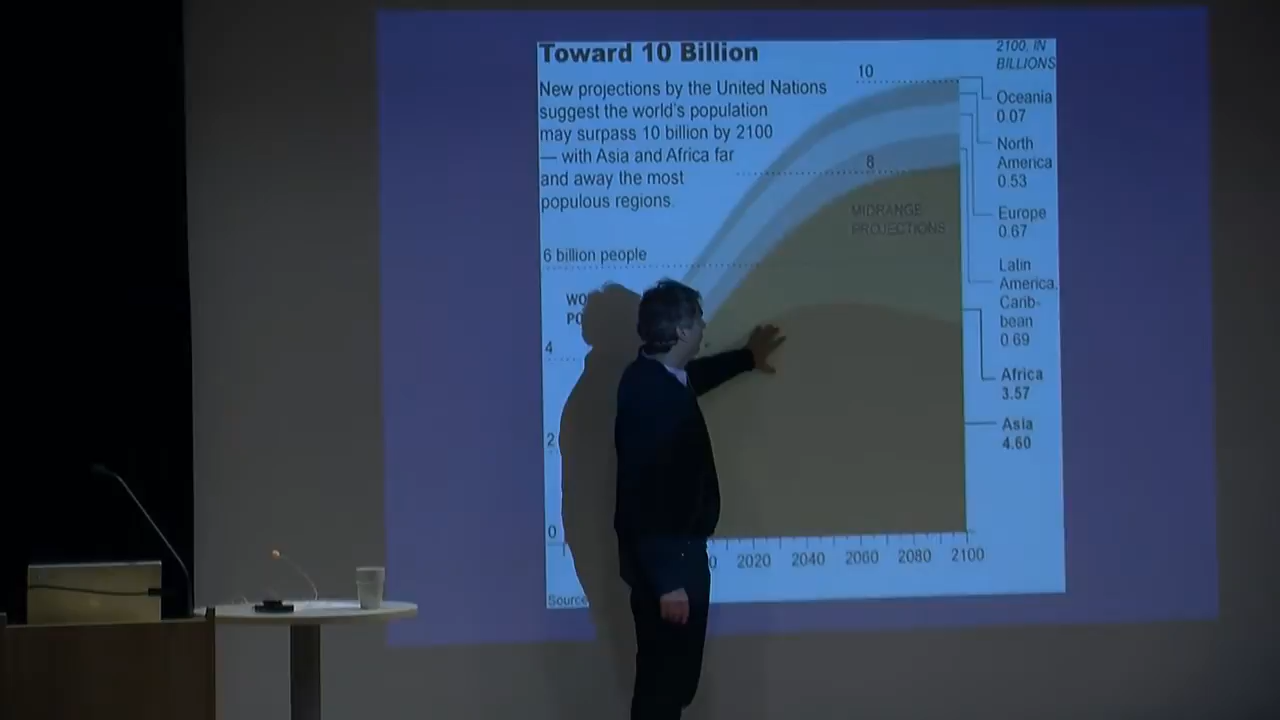 Toward 10 Billion
New projections by the United Nations
suggest the world's population
may surpass 10 billion by 2100
— with Asia and Africa far
and away the most
populous regions.
6 billion people
WO
PO
4
2
0
Source
10
8
MIDRANGE
PROJECTIONS
2100, IN
BILLIONS
Oceania
0.07
North
America
0.53
Europe
0.67
Latin
America,
Carib-
bean
0.69
Africa
3.57
Asia
4.60
0 2020 2040 2060 2080 2100